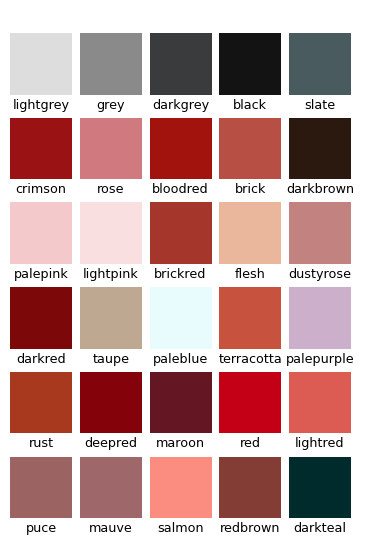 lightgrey grey darkgrey black slate
crimson rose bloodred brick darkbrown
palepink lightpink brickred flesh dustyrose
darkred taupe paleblue terracotta palepurple
rust deepred maroon red lightred
puce mauve salmon redbrown darkteal